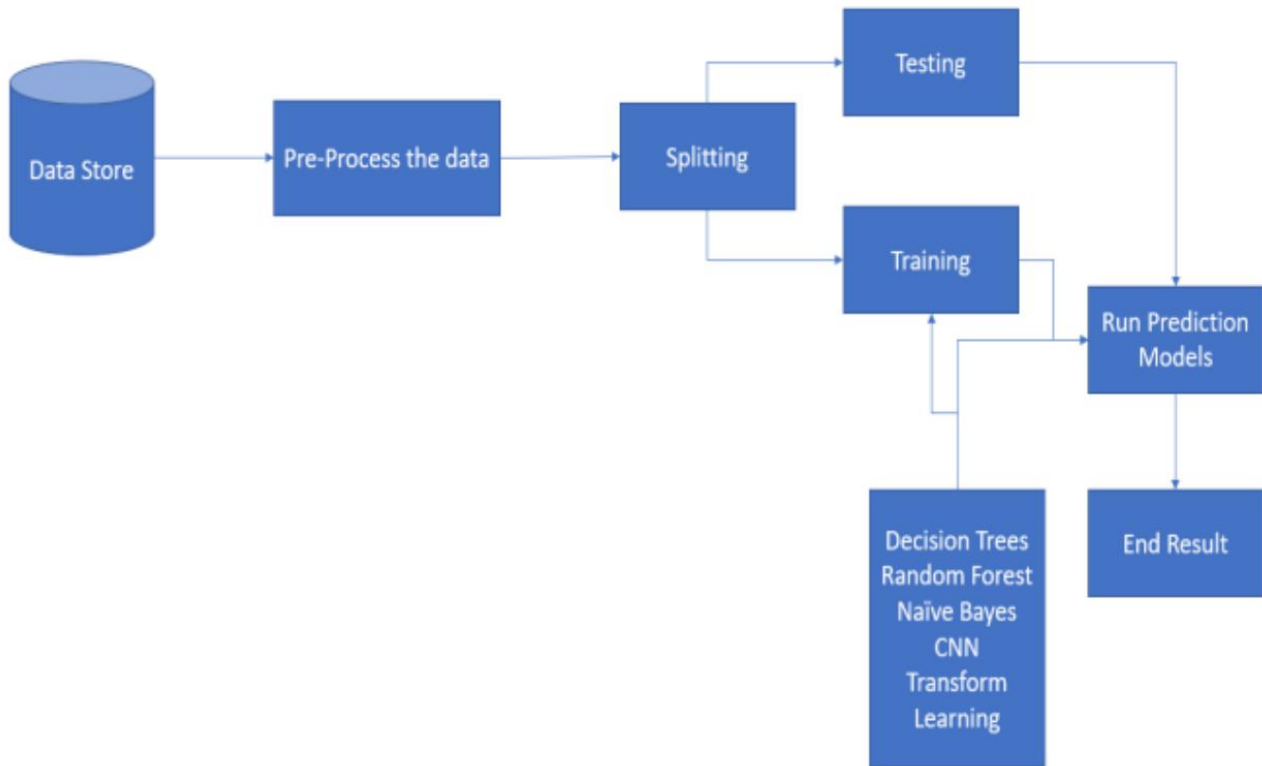 Data Store
Pre-Process the data
Splitting
Testing
Training
Run Prediction
Models
Decision Trees
Random Forest
Naïve Bayes
CNN
Transform
Learning
End Result